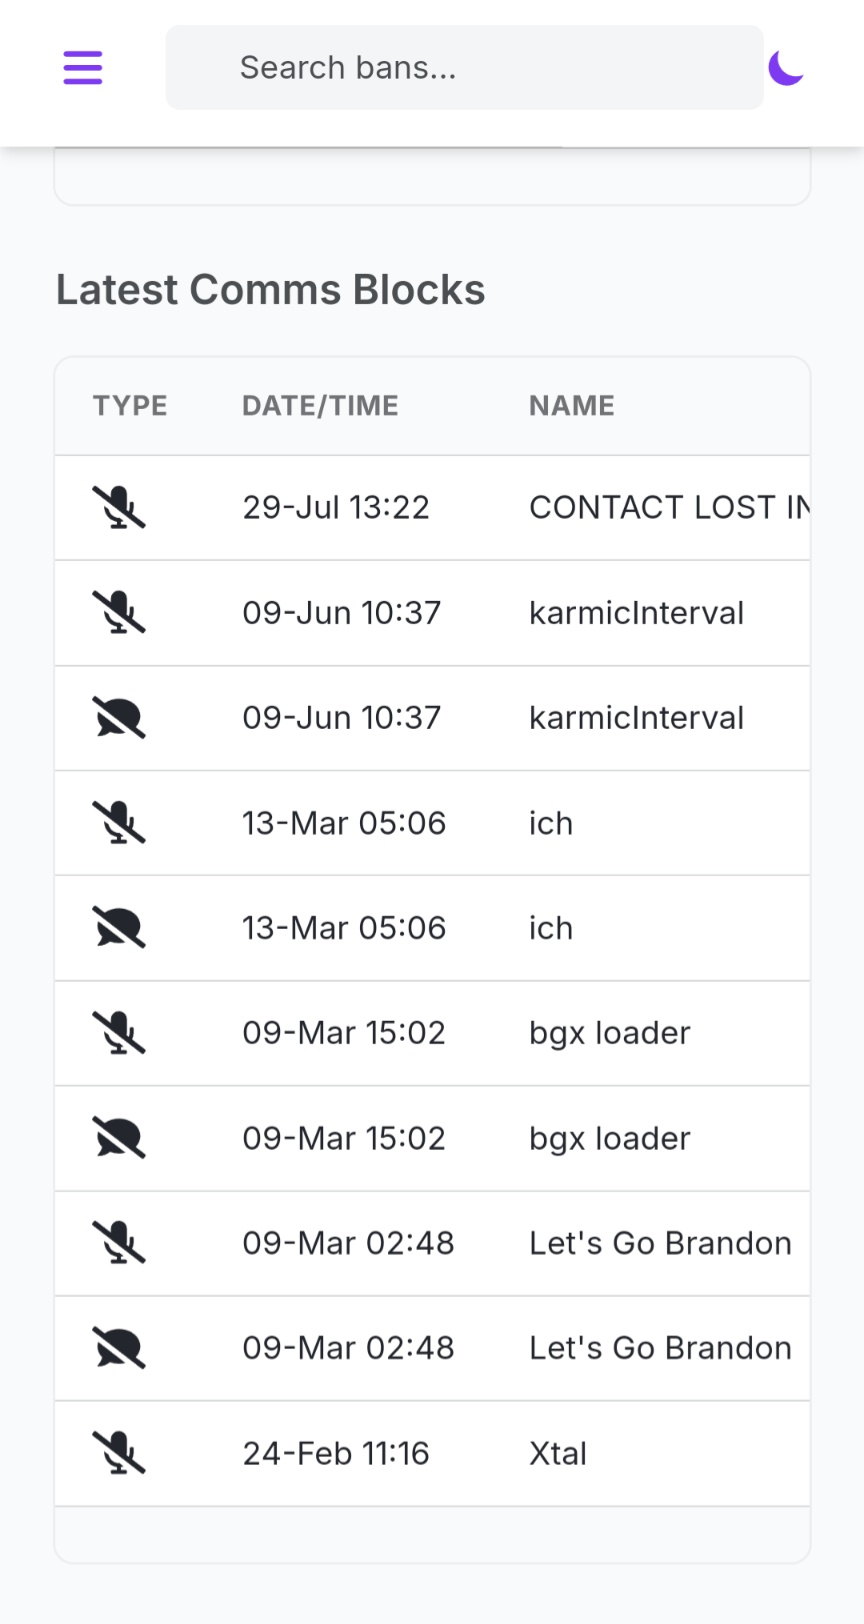 Search bans...
Latest Comms Blocks
TYPE DATE/TIME NAME
29-Jul 13:22 CONTACT LOST IN
09-Jun 10:37 karmicInterval
09-Jun 10:37 karmicInterval
13-Mar 05:06 ich
13-Mar 05:06 ich
09-Mar 15:02 bgx loader
09-Mar 15:02 bgx loader
09-Mar 02:48 Let's Go Brandon
09-Mar 02:48 Let's Go Brandon
24-Feb 11:16 Xtal